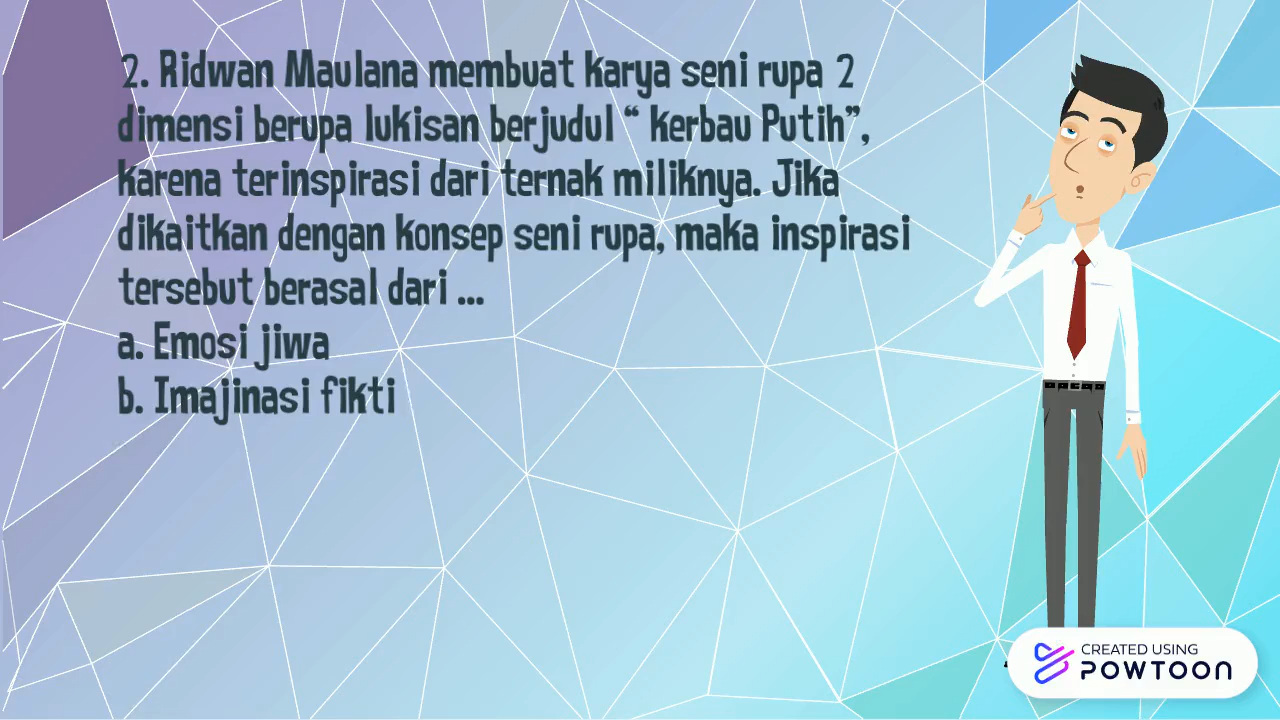 2. Ridwan Maulana membuat karya seni rupa 2
dimensi berupa lukisan berjudul “ kerbau Putih”,
karena terinspirasi dari ternak miliknya. Jika
dikaitkan dengan konsep seni rupa, maka inspirasi
tersebut berasal dari ...
a. Emosi jiwa
b. Imajinasi fikti
CREATED USING
POWTOON